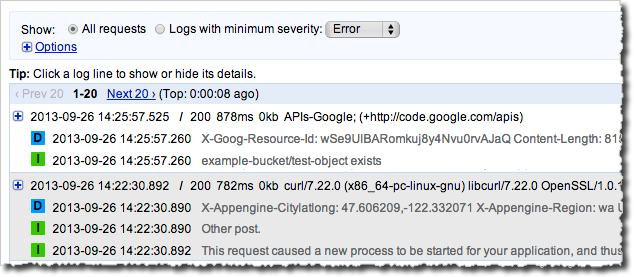 Show: All requests Logs with minimum severity: Error
Options
Tip: Click a log line to show or hide its details.
‹ Prev 20 1-20 Next 20 › (Top: 0:00:08 ago)
2013-09-26 14:25:57.525 / 200 878ms 0kb APIs-Google; (+http://code.google.com/apis)
D 2013-09-26 14:25:57.260 X-Goog-Resource-Id: wSe9UIBARomkuj8y4Nvu0rvAJaQ Content-Length:
I 2013-09-26 14:25:57.260 example-bucket/test-object exists
2013-09-26 14:22:30.892 / 200 782ms 0kb curl/7.22.0 (x86_64-pc-linux-gnu) libcurl/7.22.0 OpenSSL/1.0.1
D 2013-09-26 14:22:30.890 X-Appengine-Citylatlong: 47.606209,-122.332071 X-Appengine-Region: wa
I 2013-09-26 14:22:30.890 Other post.
I 2013-09-26 14:22:30.892 This request caused a new process to be started for your application, and thus